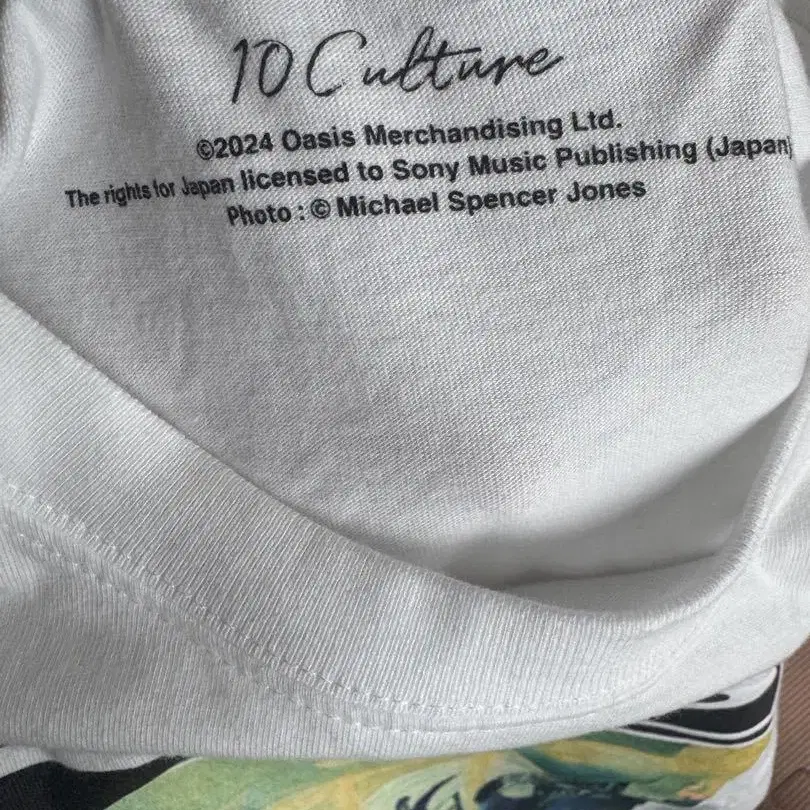 10 Culture
©2024 Oasis Merchandising Ltd.
The rights for Japan licensed to Sony Music Publishing (Japan)
Photo : © Michael Spencer Jones